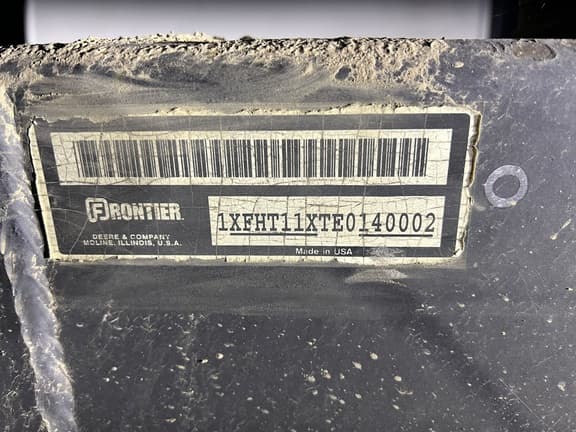 FRONTIER
DEERE & COMPANY
MOLINE, ILLINOIS, U.S.A.
1XFHT11XTE0140002
Made in USA